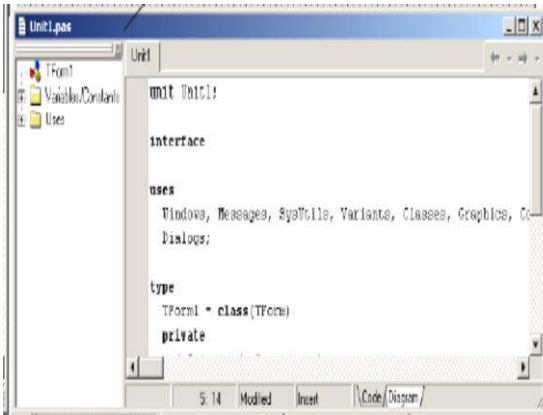 Unit1.pas
Unit1
TForm1
Variables/Constants
Uses
unit Unit1;
interface
uses
Windows, Messages, SysUtils, Variants, Classes, Graphics, Co
Dialogs;
type
TForm1 = class(TForm)
private
5: 14 Modified Insert Code Diagram